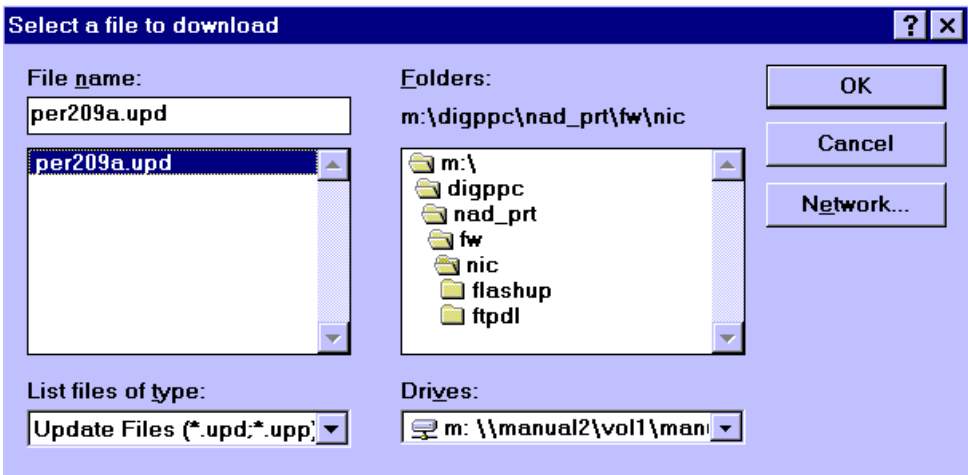 Select a file to download
File name:
per209a.upd
per209a.upd
List files of type:
Update Files (*.upd;*.upp)
Folders:
m:\digppc\nad_prt\fw\nic
m:\
digppc
nad_prt
fw
nic
flashup
ftpdl
Drives:
m: \\manual2\vol1\man
OK
Cancel
Network...